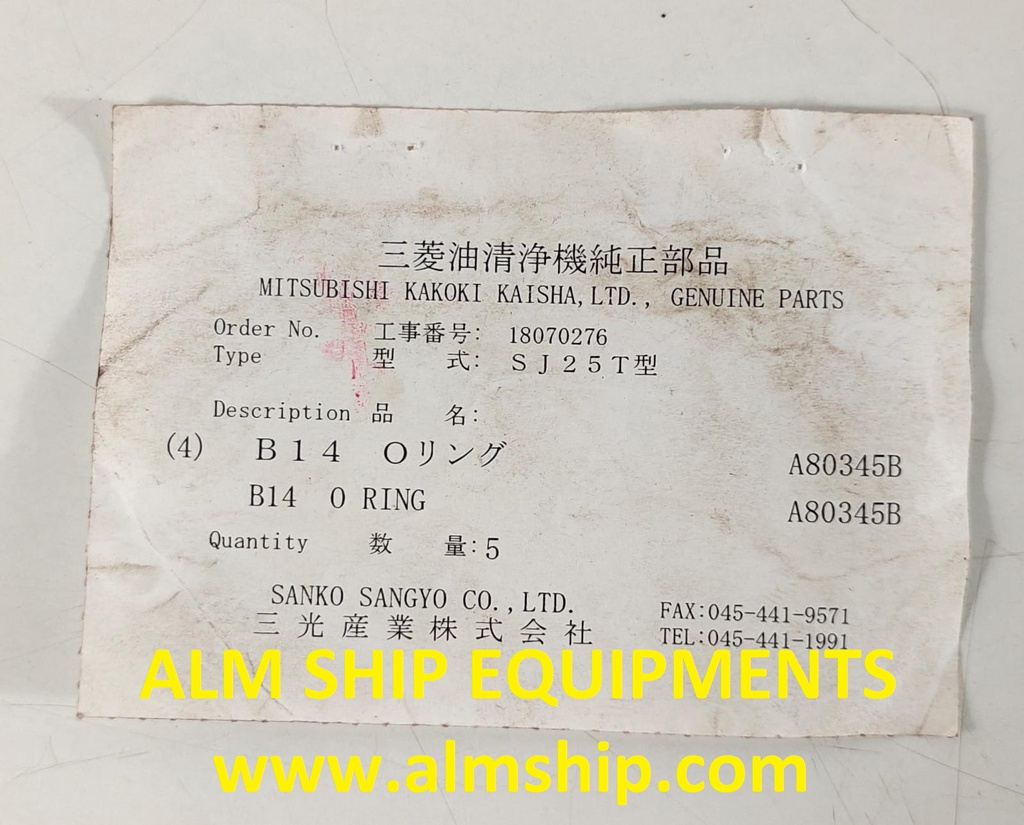 三菱油清浄機純正部品
MITSUBISHI KAKOKI KAISHA,LTD., GENUINE PARTS
Order No. 工事番号: 18070276
Type 型 式: ＳＪ２５Ｔ型
Description 品 名:
(4) Ｂ１４ Ｏリング A80345B
B14 O RING A80345B
Quantity 数 量:5
SANKO SANGYO CO.,LTD. FAX:045-441-9571
三光産業株式会社 TEL:045-441-1991
ALM SHIP EQUIPMENTS
www.almship.com